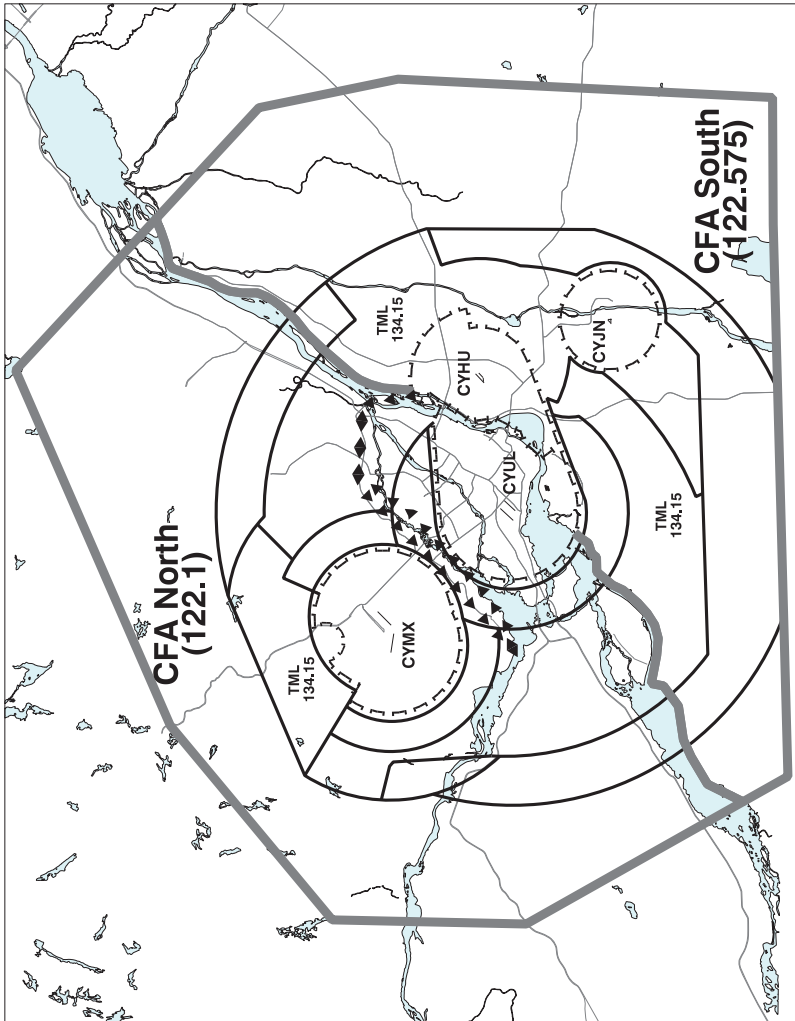 CFA North
(122.1)
CFA South
(122.575)
TML
134.15
CYHU
CYJN
CYUL
TML
134.15
CYMX
TML
134.15